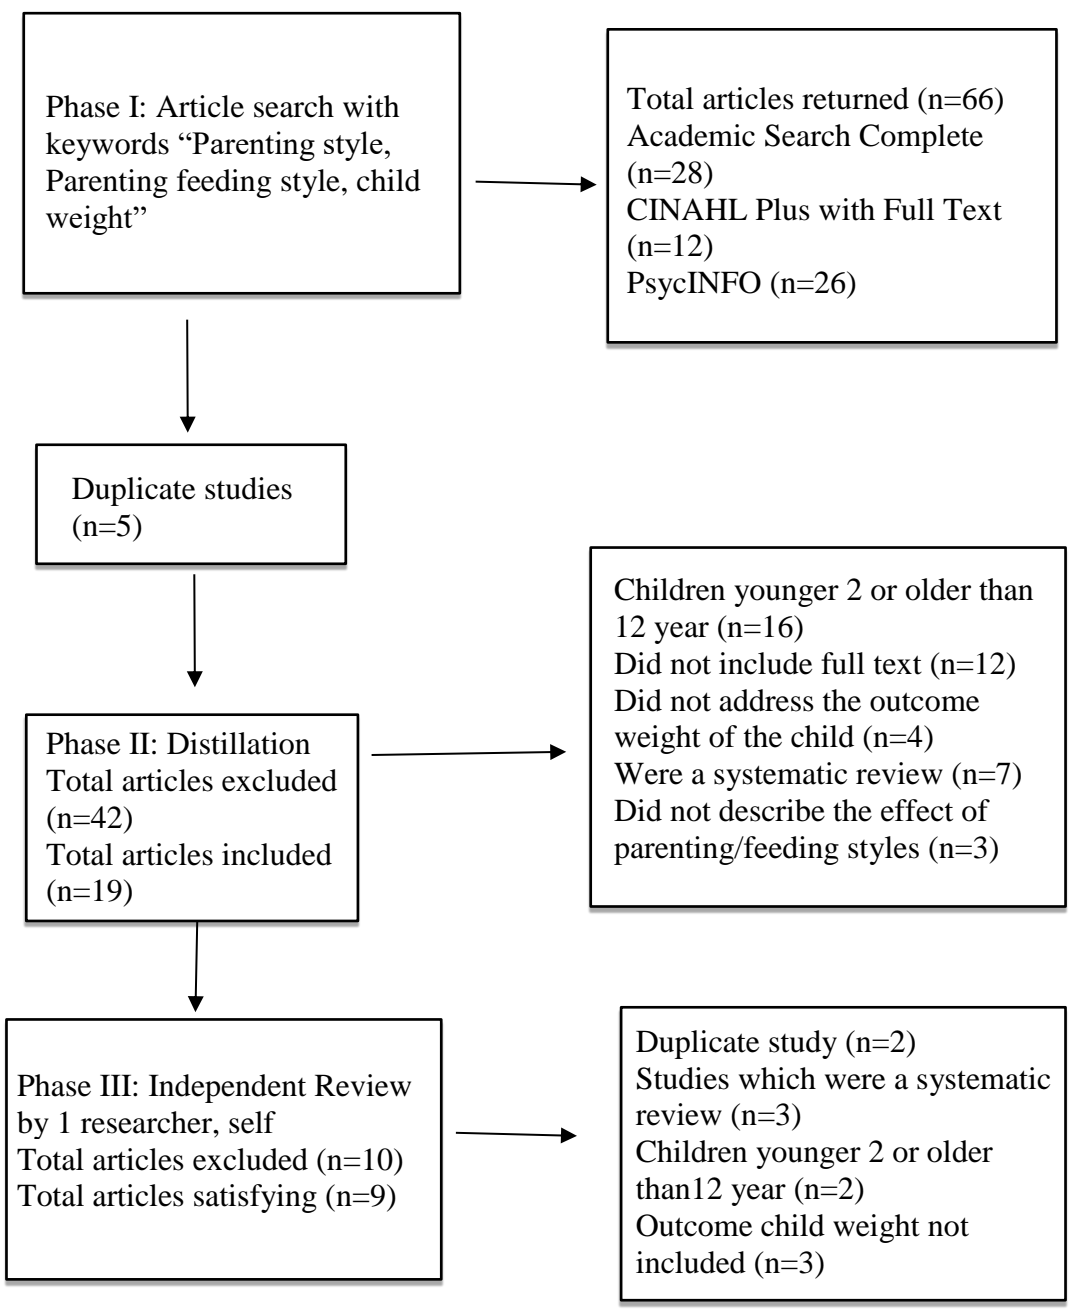 Phase I: Article search with
keywords “Parenting style,
Parenting feeding style, child
weight”
Total articles returned (n=66)
Academic Search Complete
(n=28)
CINAHL Plus with Full Text
(n=12)
PsycINFO (n=26)
Duplicate studies
(n=5)
Children younger 2 or older than
12 year (n=16)
Did not include full text (n=12)
Did not address the outcome
weight of the child (n=4)
Were a systematic review (n=7)
Did not describe the effect of
parenting/feeding styles (n=3)
Phase II: Distillation
Total articles excluded
(n=42)
Total articles included
(n=19)
Phase III: Independent Review
by 1 researcher, self
Total articles excluded (n=10)
Total articles satisfying (n=9)
Duplicate study (n=2)
Studies which were a systematic
review (n=3)
Children younger 2 or older
than12 year (n=2)
Outcome child weight not
included (n=3)